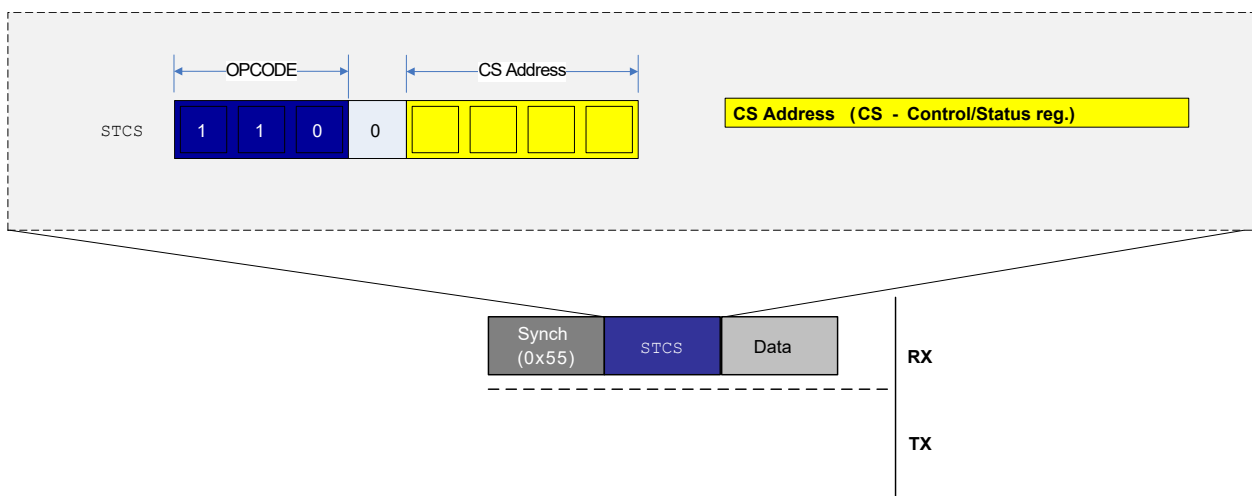 OPCODE CS Address
STCS 1 1 0 0 CS Address (CS - Control/Status reg.)
Synch
(0x55) STCS Data RX
TX